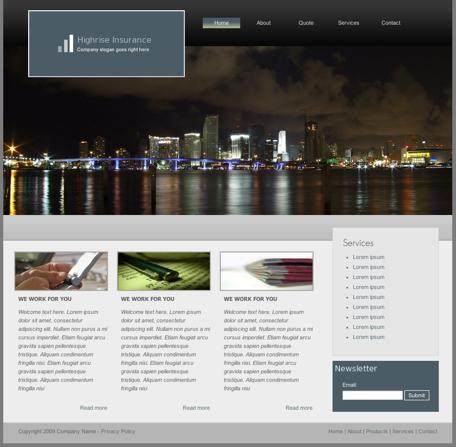 Highrise Insurance
Company slogan goes right here
Home
About
Quote
Services
Contact
Services
Lorem ipsum
Lorem ipsum
Lorem ipsum
Lorem ipsum
Lorem ipsum
Lorem ipsum
Lorem ipsum
Lorem ipsum
Lorem ipsum
WE WORK FOR YOU
Welcome text here. Lorem ipsum
dolor sit amet, consectetur
adipiscing elit. Nullam non purus a mi
cursus imperdiet. Etiam feugiat arcu
gravida sapien pellentesque
tristique. Aliquam condimentum
fringilla nisi. Etiam feugiat arcu
gravida sapien pellentesque
tristique. Aliquam condimentum
fringilla nisi
Read more
WE WORK FOR YOU
Welcome text here. Lorem ipsum
dolor sit amet, consectetur
adipiscing elit. Nullam non purus a mi
cursus imperdiet. Etiam feugiat arcu
gravida sapien pellentesque
tristique. Aliquam condimentum
fringilla nisi. Etiam feugiat arcu
gravida sapien pellentesque
tristique. Aliquam condimentum
fringilla nisi
Read more
WE WORK FOR YOU
Welcome text here. Lorem ipsum
dolor sit amet, consectetur
adipiscing elit. Nullam non purus a mi
cursus imperdiet. Etiam feugiat arcu
gravida sapien pellentesque
tristique. Aliquam condimentum
fringilla nisi. Etiam feugiat arcu
gravida sapien pellentesque
tristique. Aliquam condimentum
fringilla nisi
Read more
Newsletter
Email:
Submit
Copyright 2009 Company Name - Privacy Policy
Home | About | Products | Services | Contact